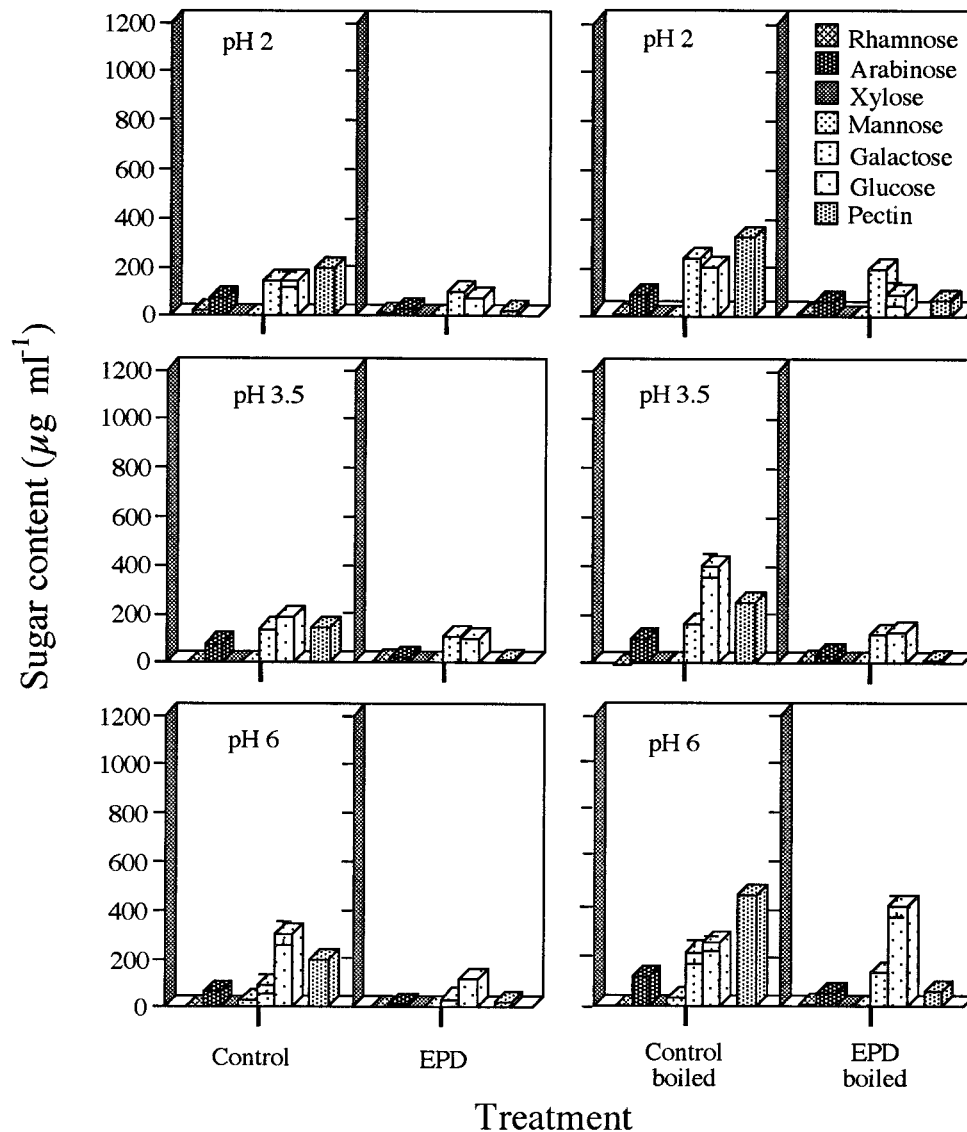 Sugar content (µg ml⁻¹)
1200
1000
800
600
400
200
0
pH 2
pH 2
Rhamnose
Arabinose
Xylose
Mannose
Galactose
Glucose
Pectin
1200
1000
800
600
400
200
0
pH 3.5
pH 3.5
1200
1000
800
600
400
200
0
pH 6
pH 6
Control
EPD
Control
boiled
EPD
boiled
Treatment